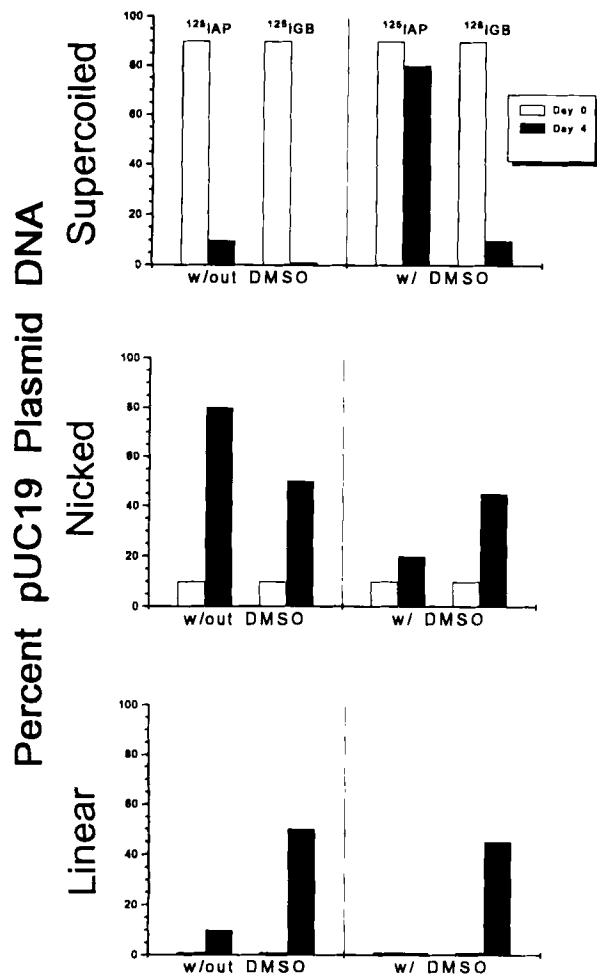 Percent pUC19 Plasmid DNA
Supercoiled
¹²⁵IAP ¹²⁵IGB ¹²⁵IAP ¹²⁵IGB
100
80
60
40
20
0
w/out DMSO w/ DMSO
Day 0
Day 4
Nicked
100
80
60
40
20
0
w/out DMSO w/ DMSO
Linear
100
80
60
40
20
0
w/out DMSO w/ DMSO